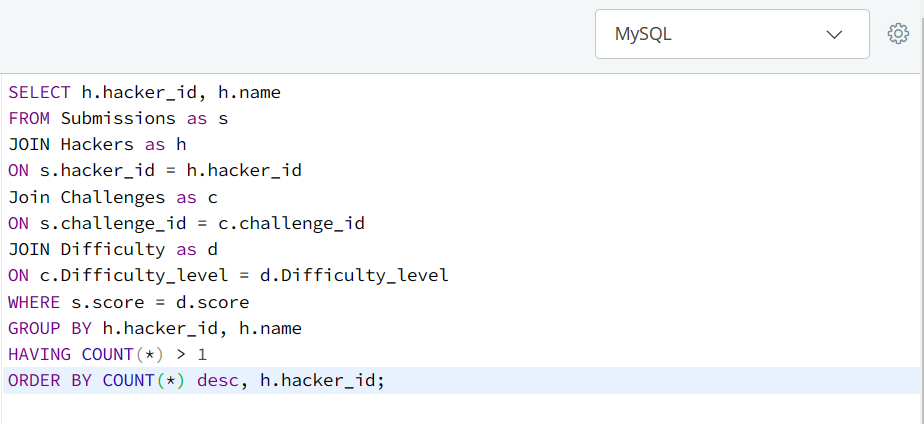 MySQL
SELECT h.hacker_id, h.name
FROM Submissions as s
JOIN Hackers as h
ON s.hacker_id = h.hacker_id
Join Challenges as c
ON s.challenge_id = c.challenge_id
JOIN Difficulty as d
ON c.Difficulty_level = d.Difficulty_level
WHERE s.score = d.score
GROUP BY h.hacker_id, h.name
HAVING COUNT(*) > 1
ORDER BY COUNT(*) desc, h.hacker_id;